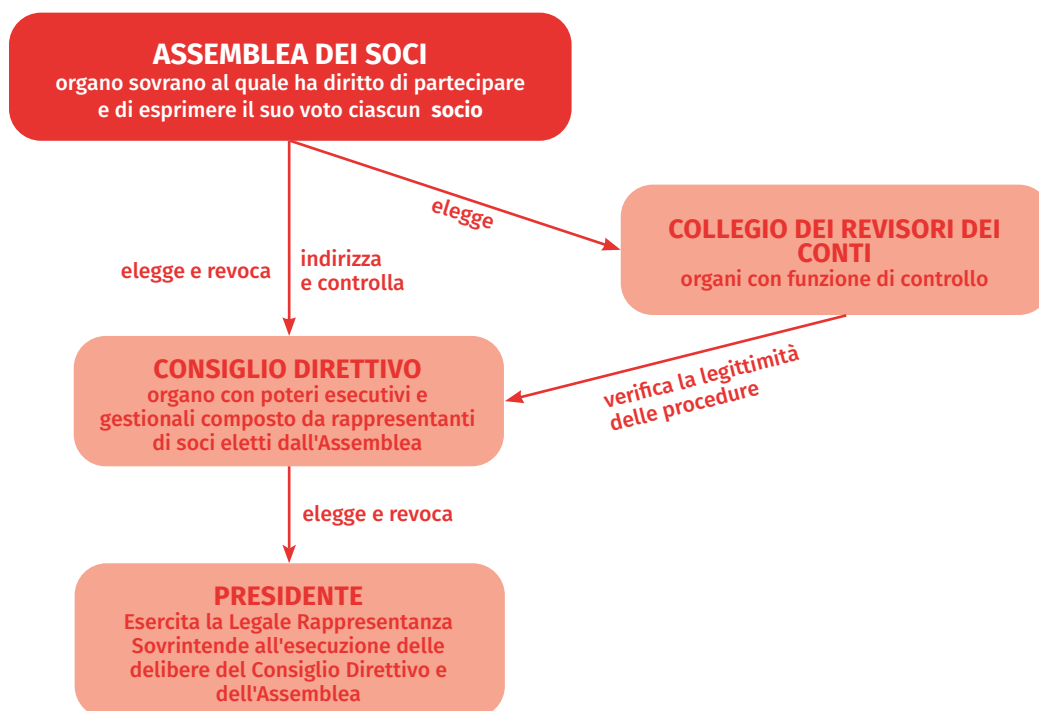 ASSEMBLEA DEI SOCI
organo sovrano al quale ha diritto di partecipare
e di esprimere il suo voto ciascun socio
elegge
COLLEGIO DEI REVISORI DEI
CONTI
organi con funzione di controllo
elegge e revoca
indirizza
e controlla
verifica la legittimità
delle procedure
CONSIGLIO DIRETTIVO
organo con poteri esecutivi e
gestionali composto da rappresentanti
di soci eletti dall'Assemblea
elegge e revoca
PRESIDENTE
Esercita la Legale Rappresentanza
Sovrintende all'esecuzione delle
delibere del Consiglio Direttivo e
dell'Assemblea